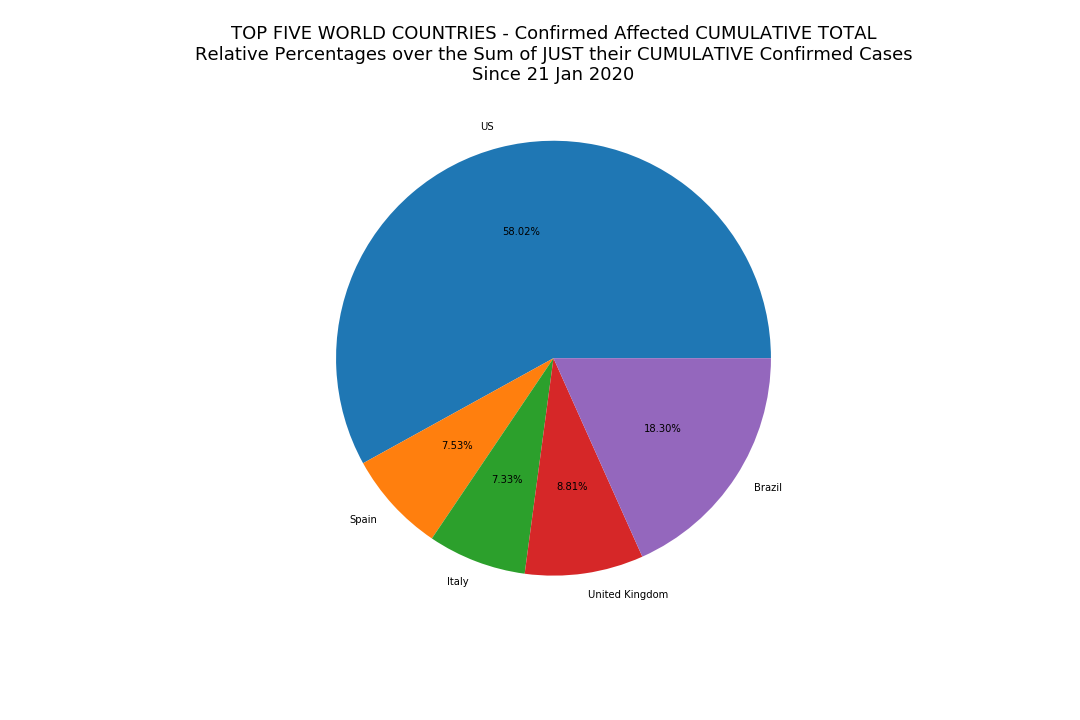 TOP FIVE WORLD COUNTRIES - Confirmed Affected CUMULATIVE TOTAL
Relative Percentages over the Sum of JUST their CUMULATIVE Confirmed Cases
Since 21 Jan 2020
US
58.02%
18.30%
7.53%
7.33%
8.81%
Brazil
Spain
Italy
United Kingdom